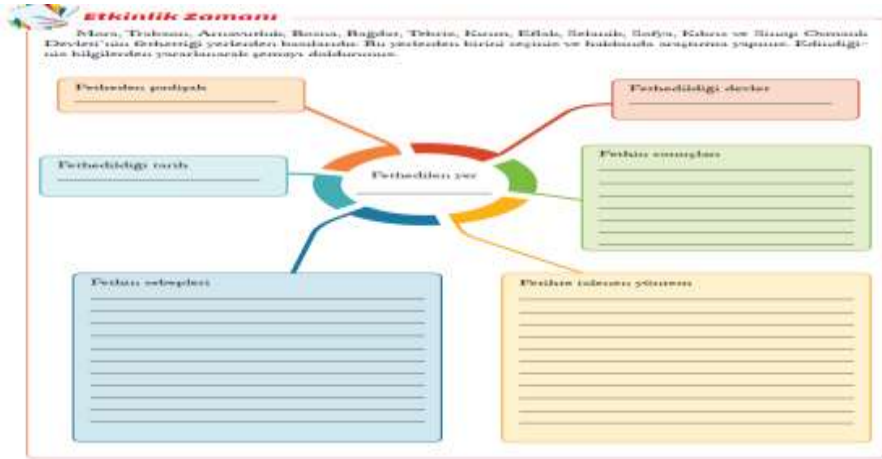 Etkinlik Zamanı
Mora, Trabzon, Arnavutluk, Bosna, Bağdat, Tebriz, Kırım, Eflak, Selanik, Sofya, Kıbrıs ve Sinop Osmanlı
Devleti'nin fethettiği yerlerden bazılarıdır. Bu yerlerden birini seçiniz ve hakkında araştırma yapınız. Edindiği-
niz bilgilerden yararlanarak şemayı doldurunuz.
Fetheden padişah
Fethedildiği devlet
Fethedildiği tarih
Fethedilen yer
Fethin sonuçları
Fethin sebepleri
Fetihte izlenen yöntem